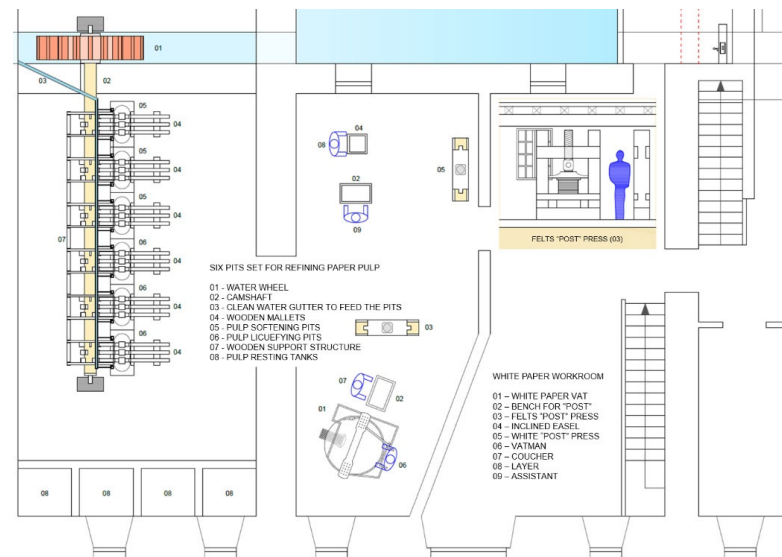 01
03
02
05
04
04
05
04
08
04
05
04
05
02
05
04
09
FELTS "POST" PRESS (03)
07
06
04
SIX PITS SET FOR REFINING PAPER PULP
01 - WATER WHEEL
02 - CAMSHAFT
03 - CLEAN WATER GUTTER TO FEED THE PITS
04 - WOODEN MALLETS
05 - PULP SOFTENING PITS
06 - PULP LICUEFYING PITS
07 - WOODEN SUPPORT STRUCTURE
08 - PULP RESTING TANKS
06
04
06
04
03
07
02
01
06
WHITE PAPER WORKROOM
01 – WHITE PAPER VAT
02 – BENCH FOR "POST"
03 – FELTS "POST" PRESS
04 – INCLINED EASEL
05 – WHITE "POST" PRESS
06 – VATMAN
07 – COUCHER
08 – LAYER
09 – ASSISTANT
08
08
08
08